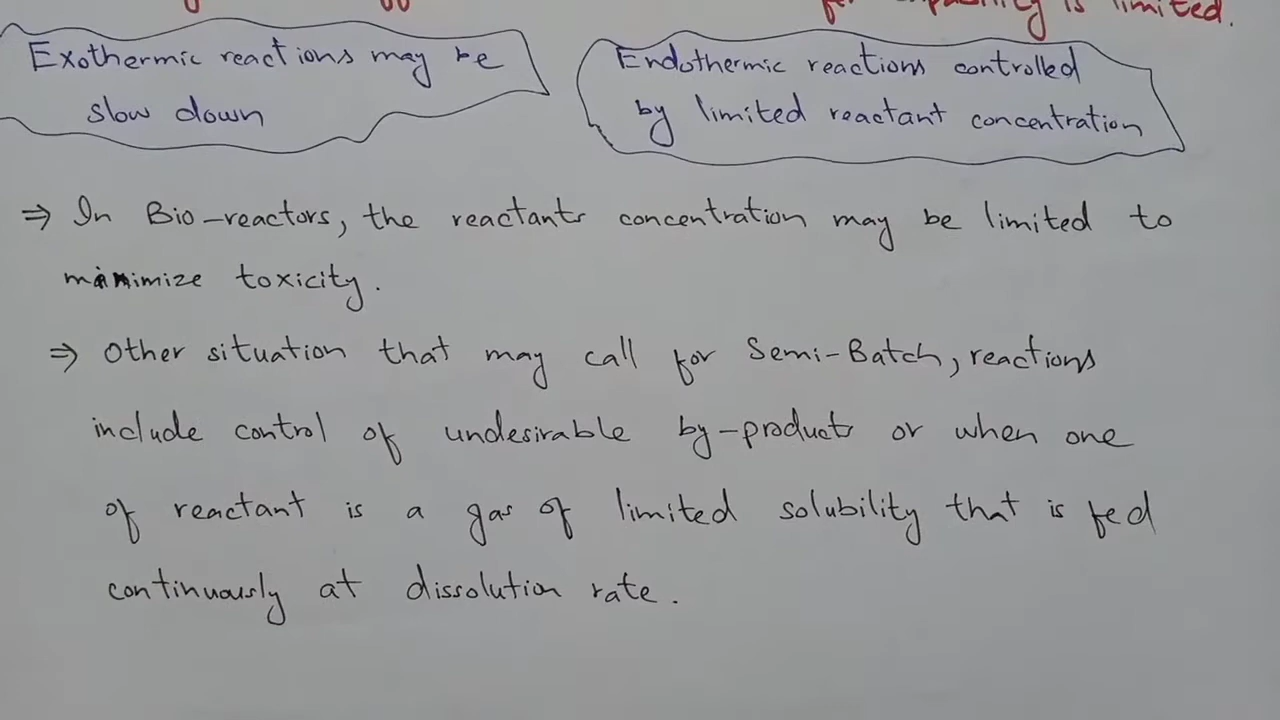 is limited.
Exothermic reactions may be
slow down
Endothermic reactions controlled
by limited reactant concentration
⇒ In Bio-reactors, the reactants concentration may be limited to
minimize toxicity.
⇒ Other situation that may call for Semi-Batch, reactions
include control of undesirable by-products or when one
of reactant is a gas of limited solubility that is fed
continuously at dissolution rate.